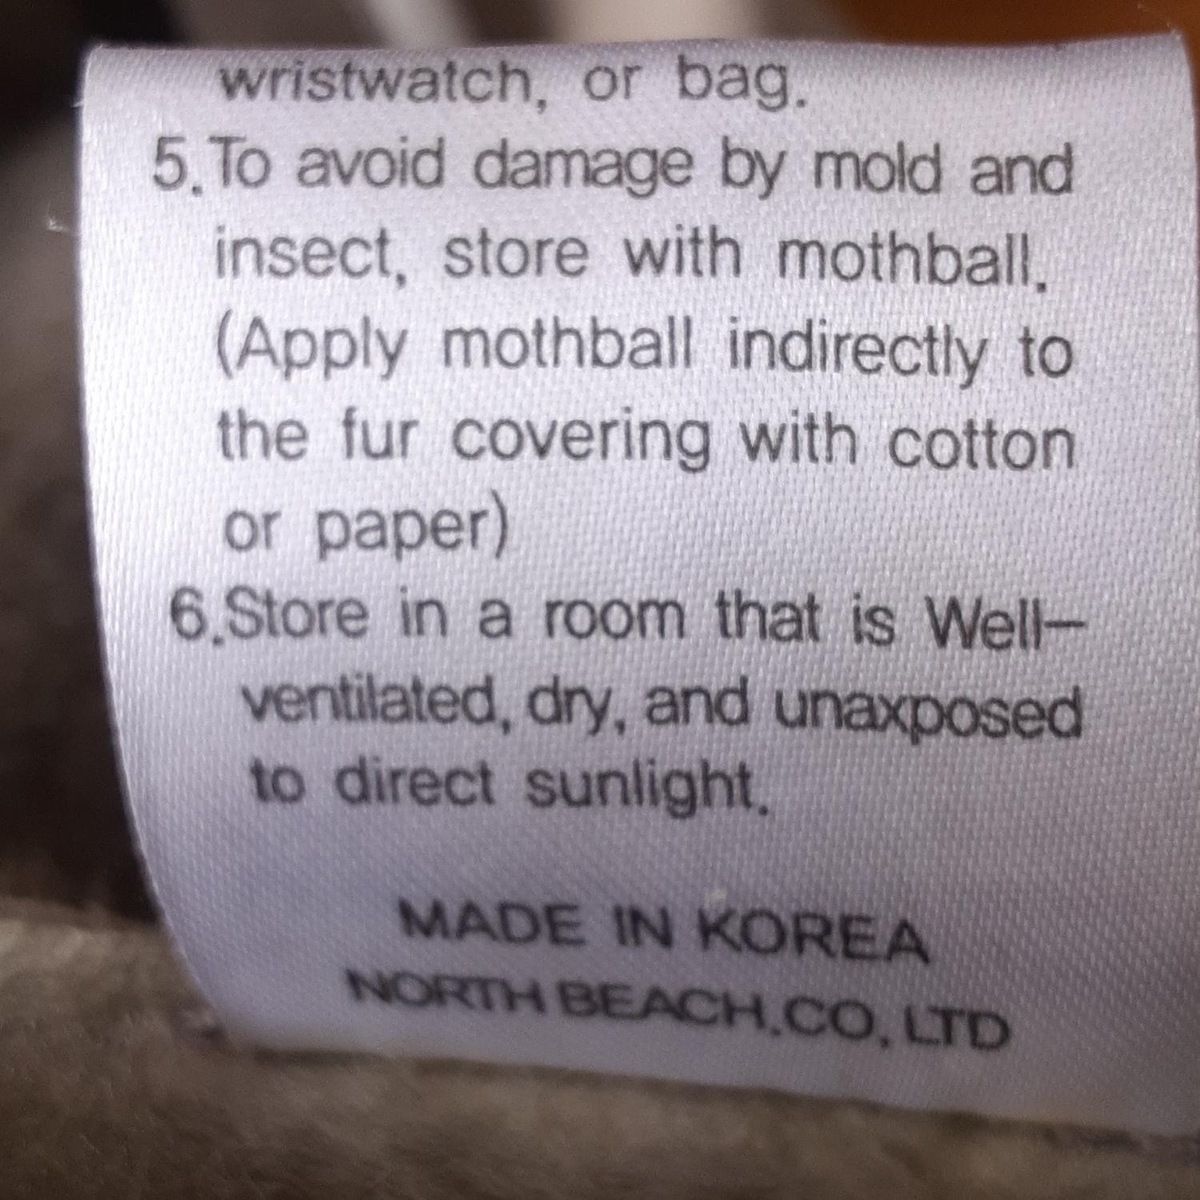 wristwatch, or bag.
5.To avoid damage by mold and
insect, store with mothball.
(Apply mothball indirectly to
the fur covering with cotton
or paper)
6.Store in a room that is Well-
ventilated, dry, and unaxposed
to direct sunlight.
MADE IN KOREA
NORTH BEACH.CO, LTD